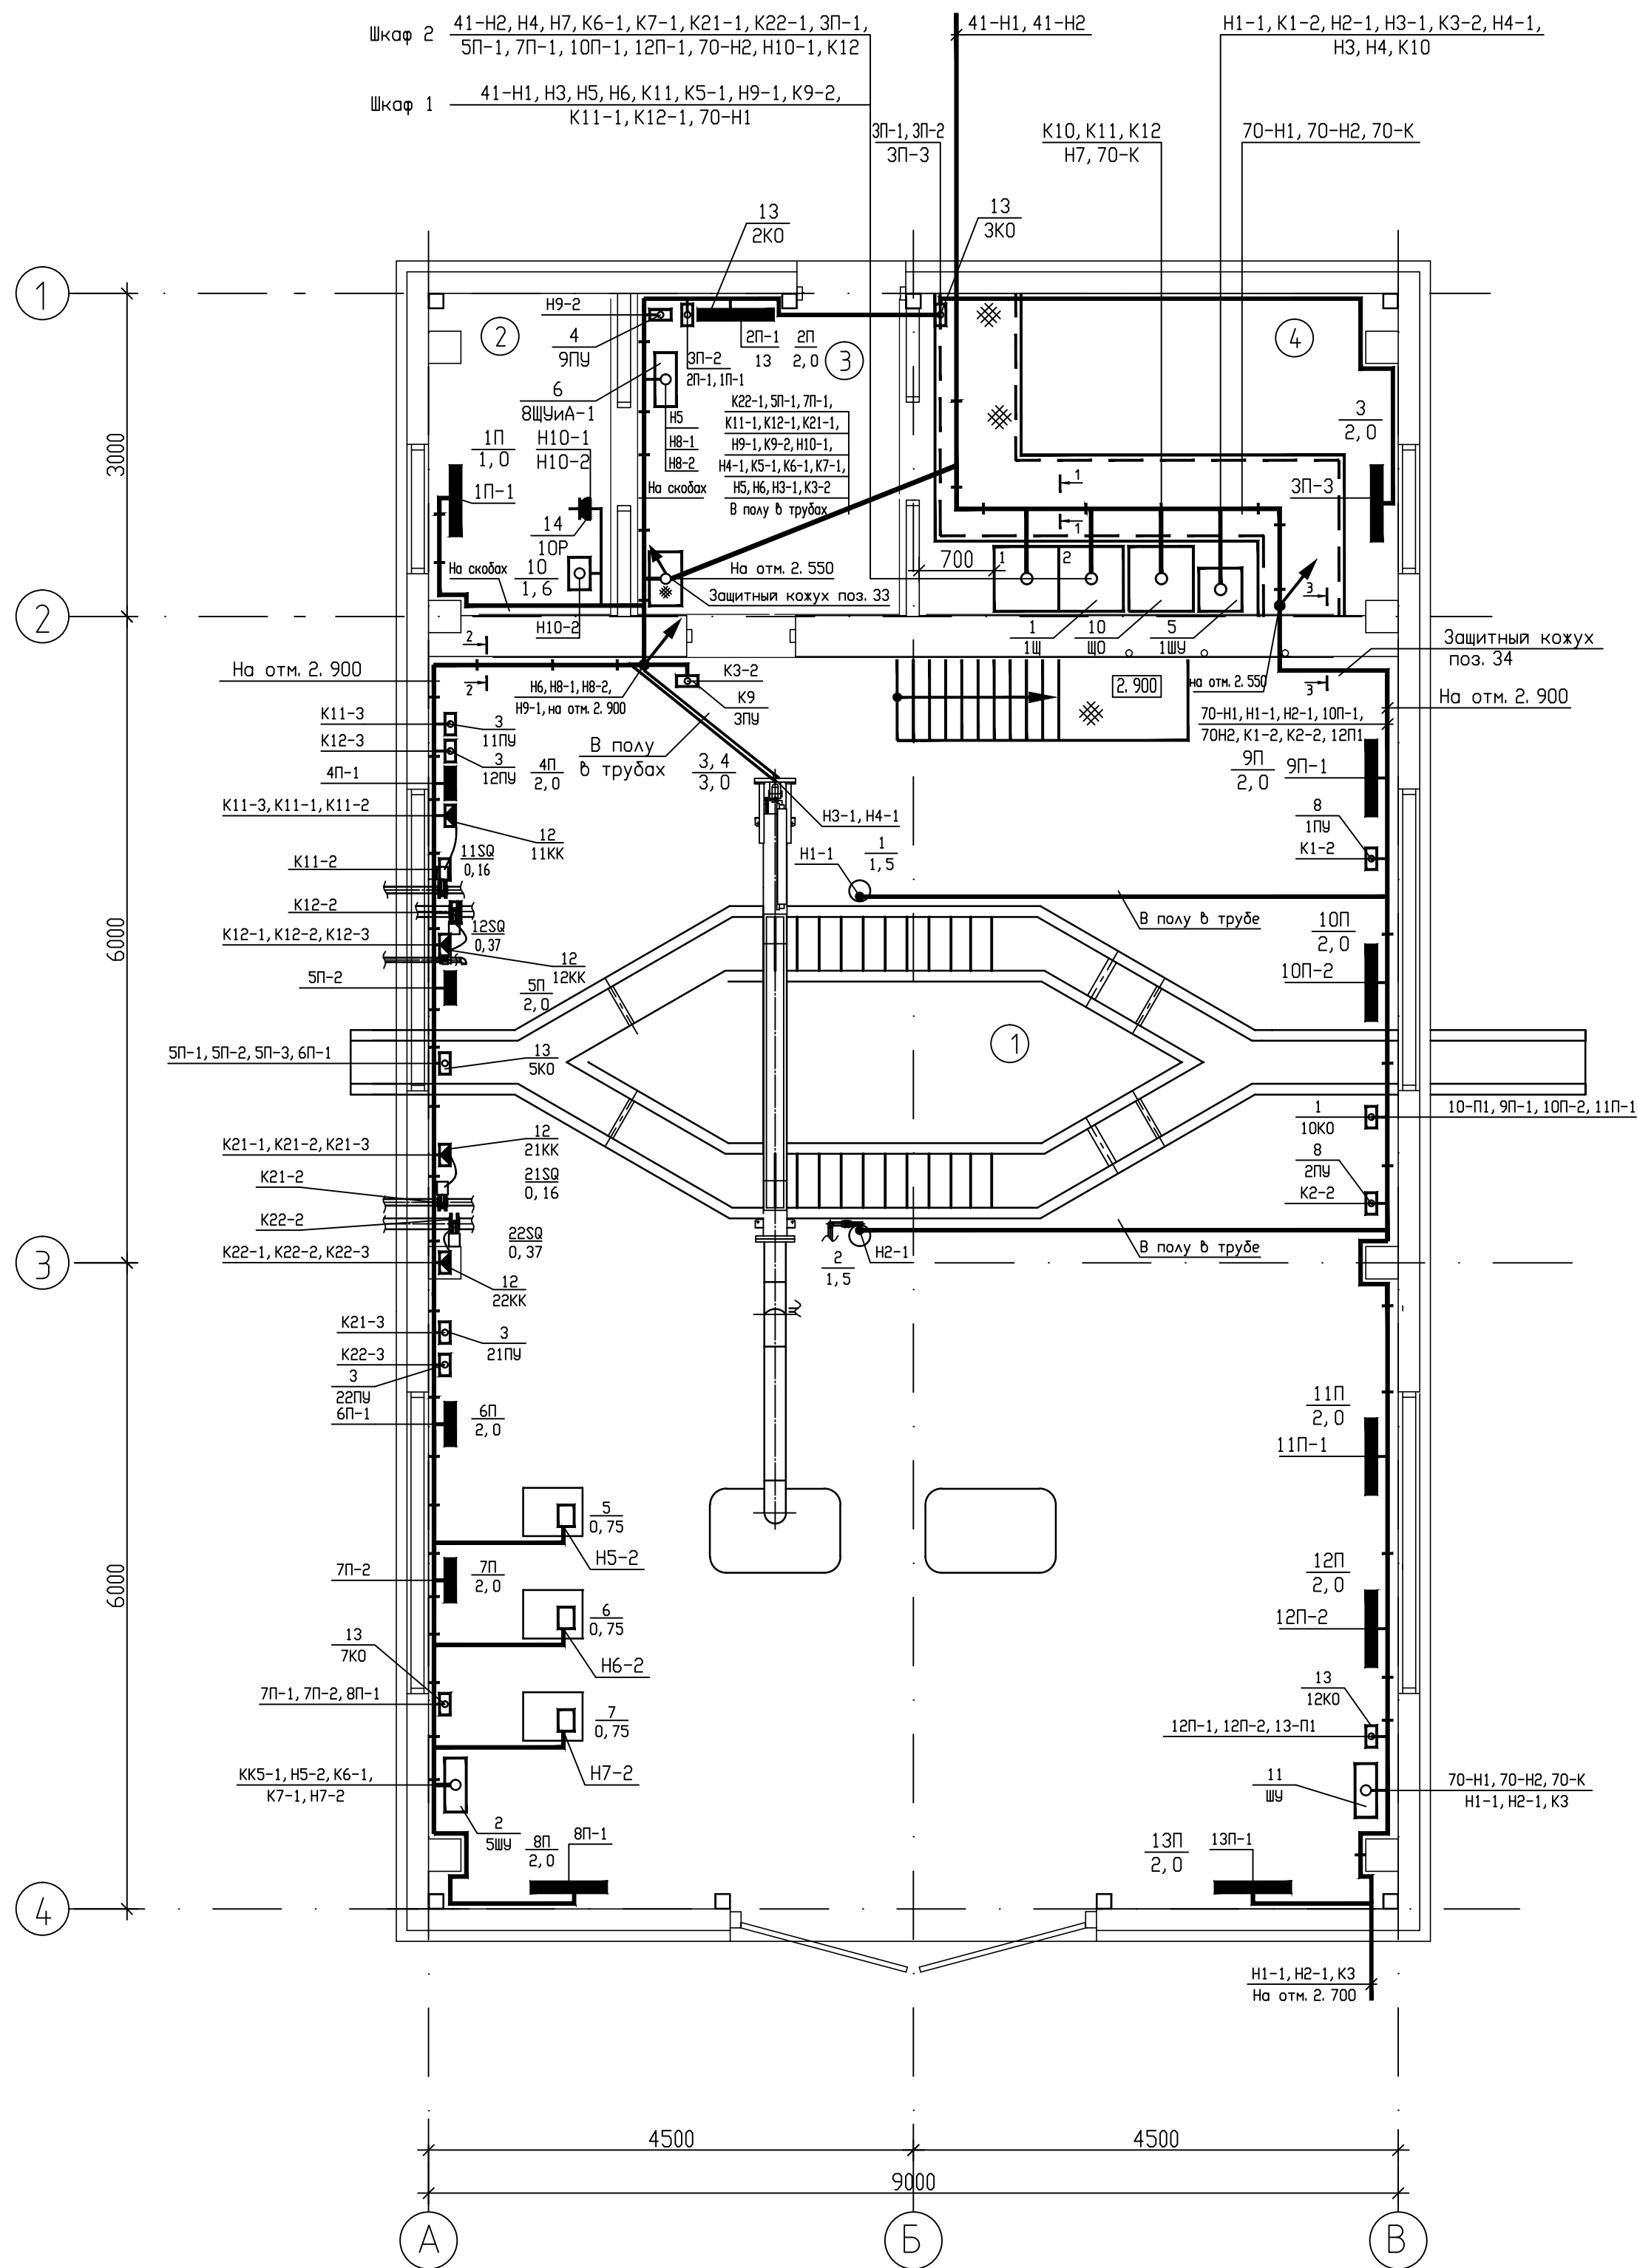 Шкаф 2
41-Н2, Н4, Н7, К6-1, К7-1, К21-1, К22-1, 3П-1,
5П-1, 7П-1, 10П-1, 12П-1, 70-Н2, Н10-1, К12
41-Н1, 41-Н2
Н1-1, К1-2, Н2-1, Н3-1, К3-2, Н4-1,
Н3, Н4, К10
Шкаф 1
41-Н1, Н3, Н5, Н6, К11, К5-1, Н9-1, К9-2,
К11-1, К12-1, 70-Н1
3П-1, 3П-2
3П-3
К10, К11, К12
Н7, 70-К
70-Н1, 70-Н2, 70-К
13
2КО
13
3КО
1
Н9-2
2
4
9ПУ
3П-2
2П-1, 1П-1
2П-1
13
2П
2,0
3
4
6
8ЩУиА-1
Н5
Н8-1
Н8-2
К22-1, 5П-1, 7П-1,
К11-1, К12-1, К21-1,
Н9-1, К9-2, Н10-1,
Н4-1, К5-1, К6-1, К7-1,
Н5, Н6, Н3-1, К3-2
В полу в трубах
3
2,0
3000
1П
1,0
Н10-1
Н10-2
1П-1
На скобах
1
1
3П-3
14
10Р
На скобах
10
1,6
На отм. 2.550
Защитный кожух поз. 33
700
1
2
3
2
Н10-2
2
1
1Щ
10
ЩО
5
1ШУ
Защитный кожух
поз. 34
На отм. 2.900
2
Н6, Н8-1, Н8-2,
Н9-1, на отм. 2.900
К3-2
К9
3ПУ
2.900
на отм. 2.550
3
На отм. 2.900
70-Н1, Н1-1, Н2-1, 10П-1,
70Н2, К1-2, К2-2, 12П1
К11-3
3
11ПУ
К12-3
3
12ПУ
4П-1
4П
2,0
В полу
в трубах
3,4
3,0
9П
2,0
9П-1
К11-3, К11-1, К11-2
12
11КК
Н3-1, Н4-1
8
1ПУ
К1-2
К11-2
11SQ
0,16
Н1-1
1
1,5
К12-2
В полу в трубе
6000
К12-1, К12-2, К12-3
12SQ
0,37
12
12КК
10П
2,0
10П-2
5П-2
5П
2,0
1
5П-1, 5П-2, 5П-3, 6П-1
13
5КО
1
10КО
10-П1, 9П-1, 10П-2, 11П-1
К21-1, К21-2, К21-3
12
21КК
8
2ПУ
К2-2
К21-2
21SQ
0,16
К22-2
22SQ
0,37
К22-1, К22-2, К22-3
12
22КК
2
1,5
Н2-1
В полу в трубе
3
К21-3
3
21ПУ
К22-3
3
22ПУ
6П-1
6П
2,0
11П
2,0
11П-1
5
0,75
Н5-2
6000
7П-2
7П
2,0
12П
2,0
12П-2
6
0,75
Н6-2
13
7КО
7П-1, 7П-2, 8П-1
13
12КО
7
0,75
12П-1, 12П-2, 13-П1
Н7-2
КК5-1, Н5-2, К6-1,
К7-1, Н7-2
11
ШУ
70-Н1, 70-Н2, 70-К
Н1-1, Н2-1, К3
2
5ШУ
8П
2,0
8П-1
13П
2,0
13П-1
4
Н1-1, Н2-1, К3
На отм. 2.700
4500
4500
9000
А
Б
В